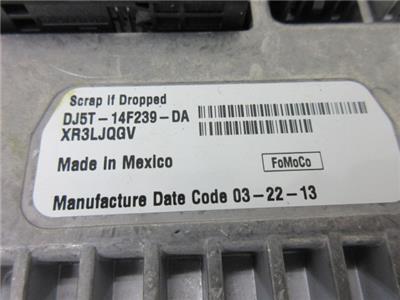 Scrap if Dropped
DJ5T-14F239-DA
XR3LJQGV
Made in Mexico
FoMoCo
Manufacture Date Code 03-22-13